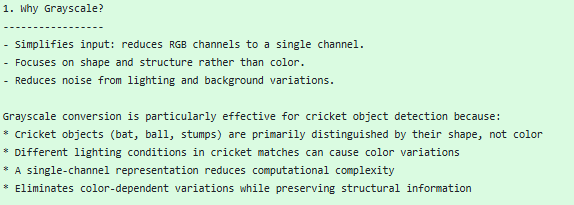 1. Why Grayscale?
-----------------
- Simplifies input: reduces RGB channels to a single channel.
- Focuses on shape and structure rather than color.
- Reduces noise from lighting and background variations.
Grayscale conversion is particularly effective for cricket object detection because:
* Cricket objects (bat, ball, stumps) are primarily distinguished by their shape, not color
* Different lighting conditions in cricket matches can cause color variations
* A single-channel representation reduces computational complexity
* Eliminates color-dependent variations while preserving structural information